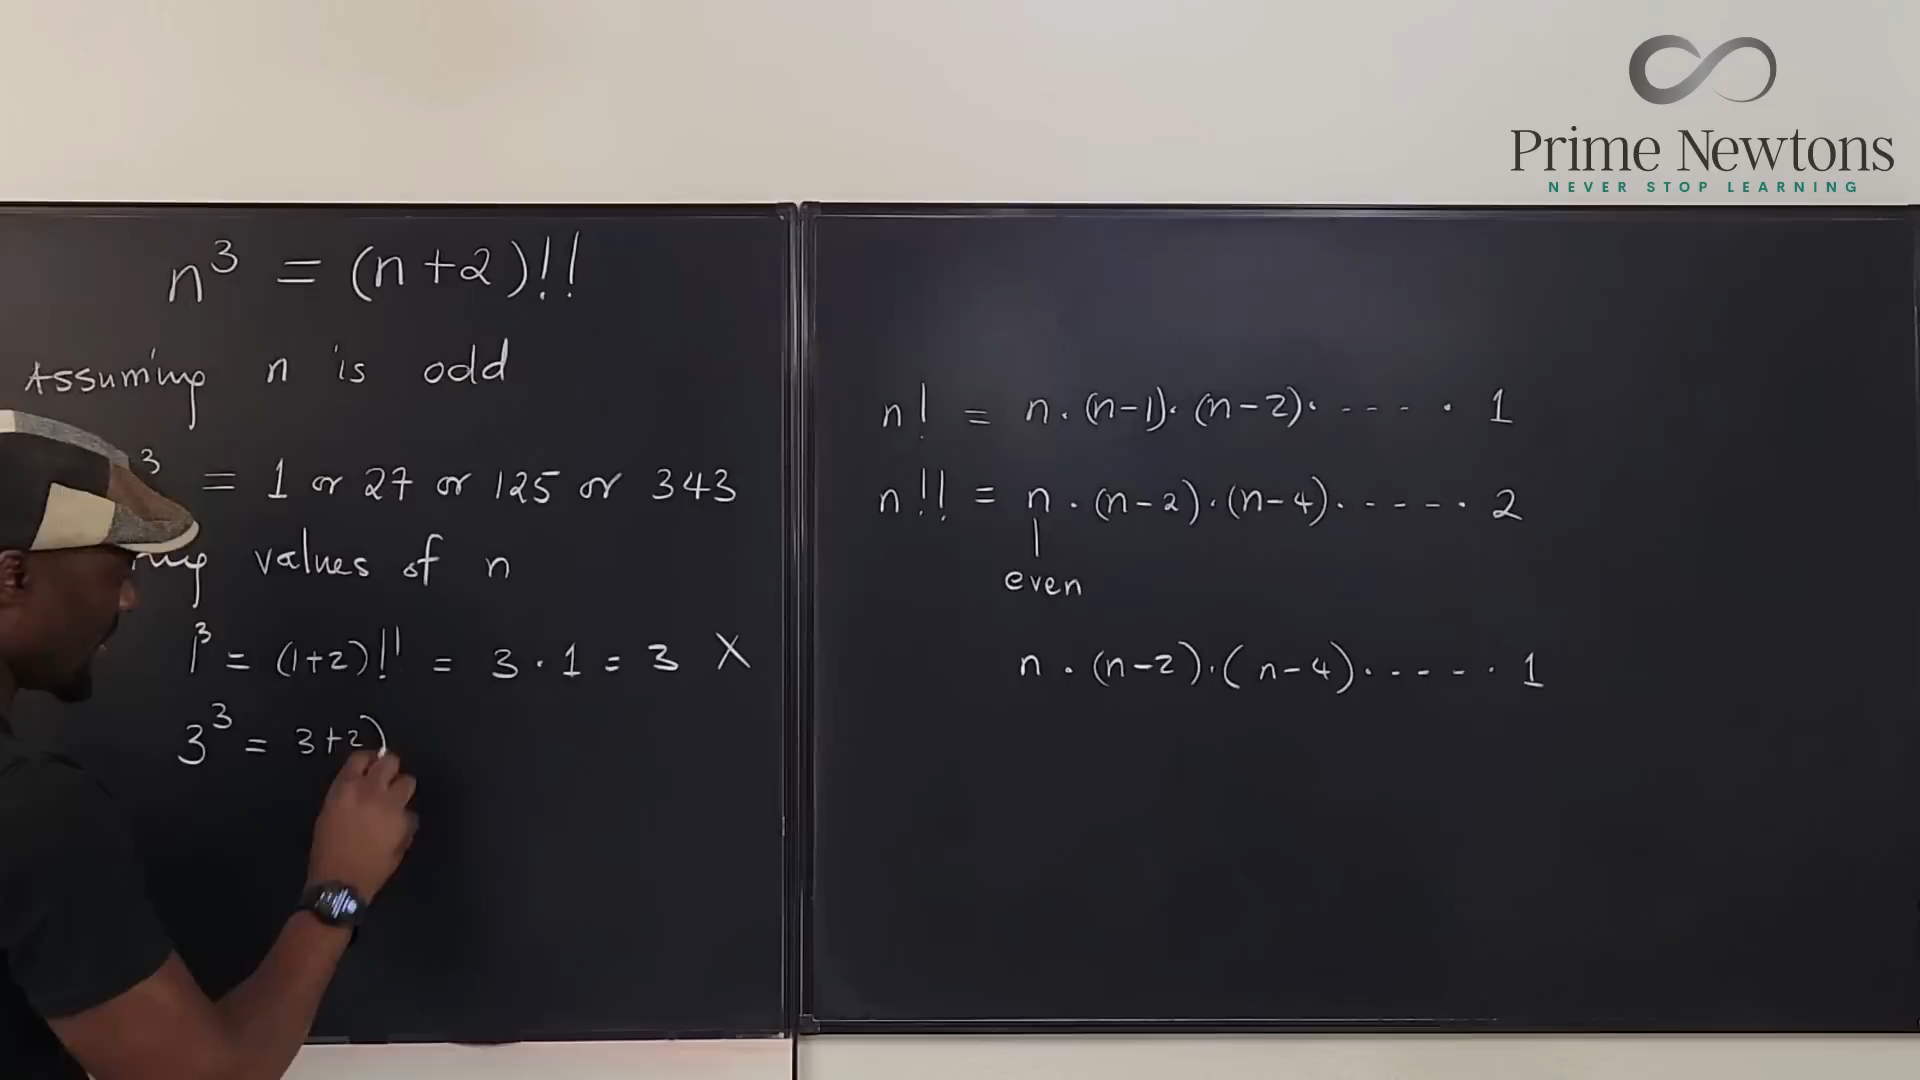 Prime Newtons
NEVER STOP LEARNING
n³ = (n+2)!!
Assuming n is odd
³ = 1 or 27 or 125 or 343
values of n
1³ = (1+2)!! = 3 · 1 = 3 X
3³ = 3+2)
n! = n · (n-1) · (n-2) · ---- · 1
n!! = n · (n-2) · (n-4) · ----- · 2
even
n · (n-2) · (n-4) · ----- · 1